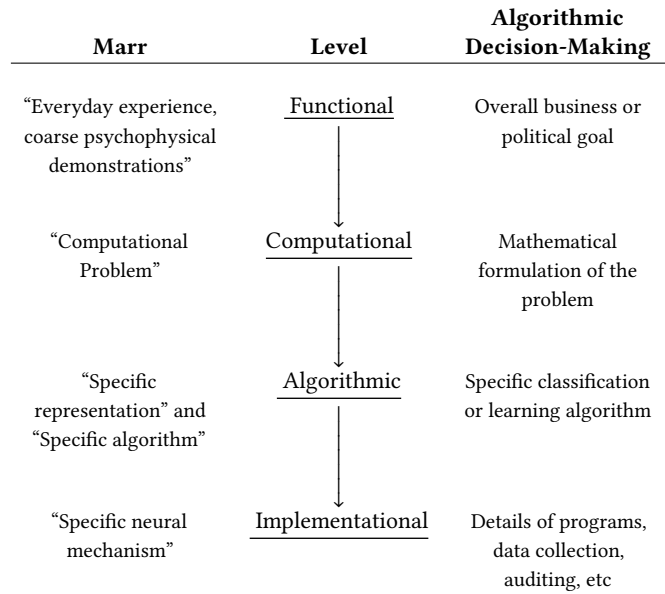 Marr Level Algorithmic
Decision-Making
“Everyday experience,
coarse psychophysical
demonstrations”
Functional
Overall business or
political goal
“Computational
Problem”
Computational
Mathematical
formulation of the
problem
“Specific
representation” and
“Specific algorithm”
Algorithmic
Specific classification
or learning algorithm
“Specific neural
mechanism”
Implementational
Details of programs,
data collection,
auditing, etc